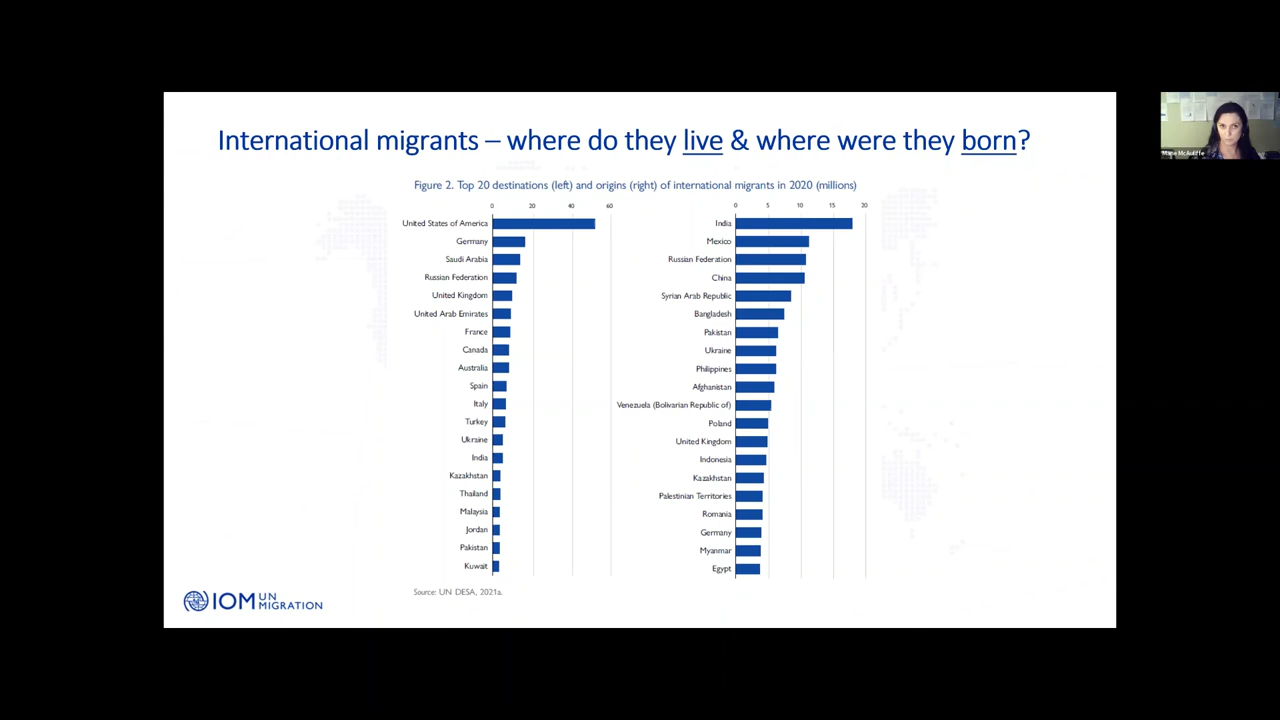 International migrants – where do they live & where were they born?
Figure 2. Top 20 destinations (left) and origins (right) of international migrants in 2020 (millions)
0 20 40 60
United States of America
Germany
Saudi Arabia
Russian Federation
United Kingdom
United Arab Emirates
France
Canada
Australia
Spain
Italy
Turkey
Ukraine
India
Kazakhstan
Thailand
Malaysia
Jordan
Pakistan
Kuwait
0 5 10 15 20
India
Mexico
Russian Federation
China
Syrian Arab Republic
Bangladesh
Pakistan
Ukraine
Philippines
Afghanistan
Venezuela (Bolivarian Republic of)
Poland
United Kingdom
Indonesia
Kazakhstan
Palestinian Territories
Romania
Germany
Myanmar
Egypt
Source: UN DESA, 2021a.
IOM UN
MIGRATION
Marie McAuliffe